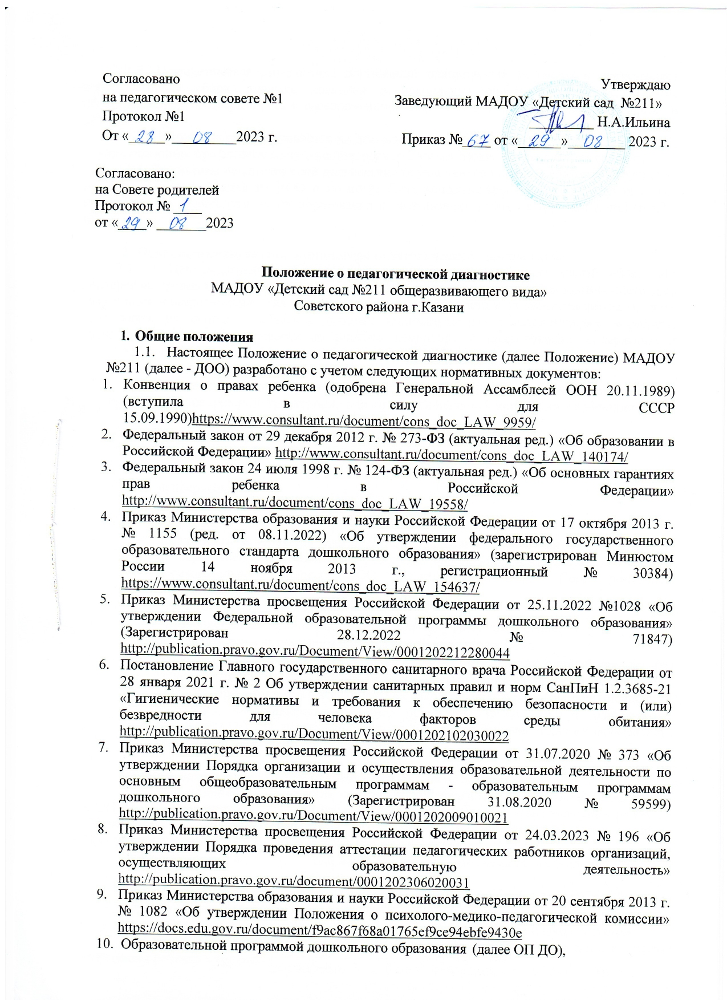 Согласовано
на педагогическом совете №1
Протокол №1
От «28»08 2023 г.
Утверждаю
Заведующий МАДОУ «Детский сад №211»
Н.А.Ильина
Приказ № 67 от «29» 08 2023 г.
Согласовано:
на Совете родителей
Протокол № 1
от «29» 08 2023
Положение о педагогической диагностике
МАДОУ «Детский сад №211 общеразвивающего вида»
Советского района г.Казани
1. Общие положения
1.1. Настоящее Положение о педагогической диагностике (далее Положение) МАДОУ
№211 (далее - ДОО) разработано с учетом следующих нормативных документов:
1. Конвенция о правах ребенка (одобрена Генеральной Ассамблеей ООН 20.11.1989)
(вступила в силу для СССР
15.09.1990)https://www.consultant.ru/document/cons_doc_LAW_9959/
2. Федеральный закон от 29 декабря 2012 г. № 273-ФЗ (актуальная ред.) «Об образовании в
Российской Федерации» http://www.consultant.ru/document/cons_doc_LAW_140174/
3. Федеральный закон 24 июля 1998 г. № 124-ФЗ (актуальная ред.) «Об основных гарантиях
прав ребенка в Российской Федерации»
http://www.consultant.ru/document/cons_doc_LAW_19558/
4. Приказ Министерства образования и науки Российской Федерации от 17 октября 2013 г.
№ 1155 (ред. от 08.11.2022) «Об утверждении федерального государственного
образовательного стандарта дошкольного образования» (зарегистрирован Минюстом
России 14 ноября 2013 г., регистрационный № 30384)
https://www.consultant.ru/document/cons_doc_LAW_154637/
5. Приказ Министерства просвещения Российской Федерации от 25.11.2022 №1028 «Об
утверждении Федеральной образовательной программы дошкольного образования»
(Зарегистрирован 28.12.2022 № 71847)
http://publication.pravo.gov.ru/Document/View/0001202212280044
6. Постановление Главного государственного санитарного врача Российской Федерации от
28 января 2021 г. № 2 Об утверждении санитарных правил и норм СанПиН 1.2.3685-21
«Гигиенические нормативы и требования к обеспечению безопасности и (или)
безвредности для человека факторов среды обитания»
http://publication.pravo.gov.ru/Document/View/0001202102030022
7. Приказ Министерства просвещения Российской Федерации от 31.07.2020 № 373 «Об
утверждении Порядка организации и осуществления образовательной деятельности по
основным общеобразовательным программам - образовательным программам
дошкольного образования» (Зарегистрирован 31.08.2020 № 59599)
http://publication.pravo.gov.ru/Document/View/0001202009010021
8. Приказ Министерства просвещения Российской Федерации от 24.03.2023 № 196 «Об
утверждении Порядка проведения аттестации педагогических работников организаций,
осуществляющих образовательную деятельность»
http://publication.pravo.gov.ru/document/0001202306020031
9. Приказ Министерства образования и науки Российской Федерации от 20 сентября 2013 г.
№ 1082 «Об утверждении Положения о психолого-медико-педагогической комиссии»
https://docs.edu.gov.ru/document/f9ac867f68a01765ef9ce94ebfe9430e
10. Образовательной программой дошкольного образования (далее ОП ДО),